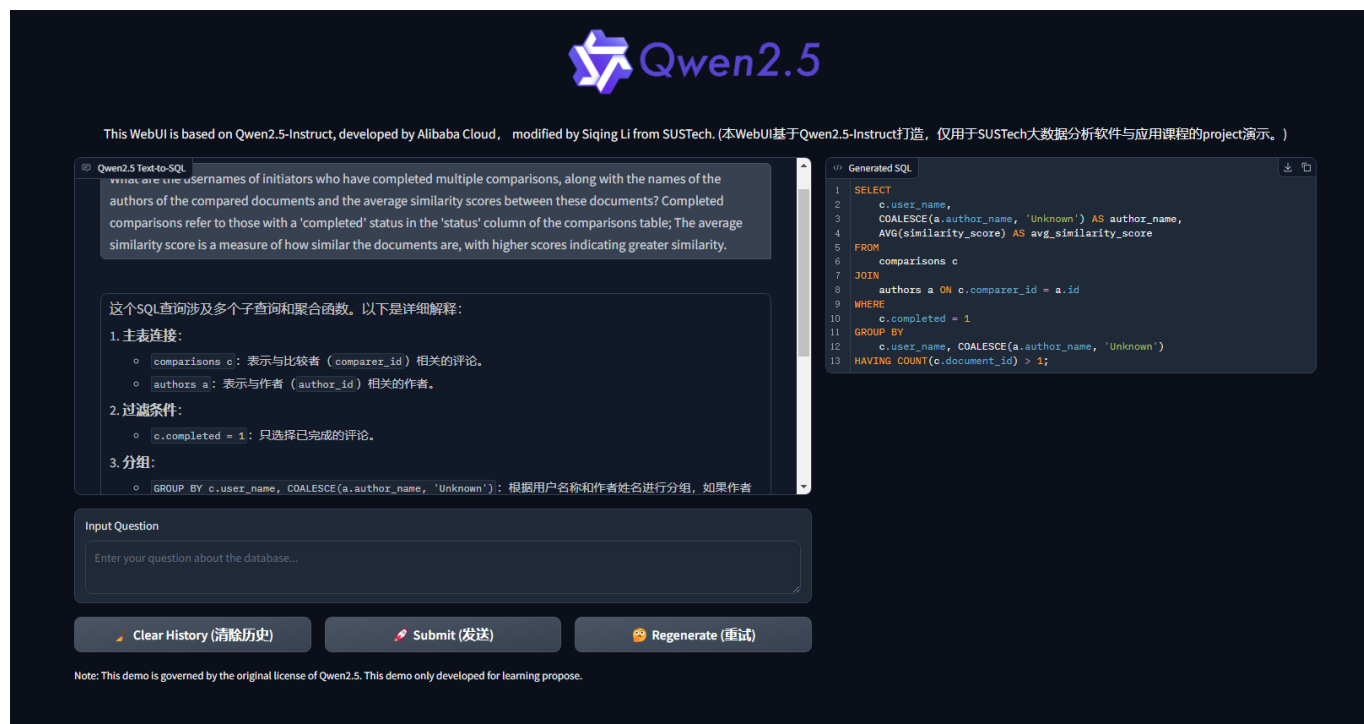 Qwen2.5
This WebUI is based on Qwen2.5-Instruct, developed by Alibaba Cloud， modified by Siqing Li from SUSTech. (本WebUI基于Qwen2.5-Instruct打造，仅用于SUSTech大数据分析软件与应用课程的project演示。)
Qwen2.5 Text-to-SQL
What are the usernames of initiators who have completed multiple comparisons, along with the names of the
authors of the compared documents and the average similarity scores between these documents? Completed
comparisons refer to those with a 'completed' status in the 'status' column of the comparisons table; The average
similarity score is a measure of how similar the documents are, with higher scores indicating greater similarity.
这个SQL查询涉及多个子查询和聚合函数。以下是详细解释：
1. 主表连接：
comparisons c：表示与比较者（comparer_id）相关的评论。
authors a：表示与作者（author_id）相关的作者。
2. 过滤条件：
c.completed = 1：只选择已完成的评论。
3. 分组：
GROUP BY c.user_name, COALESCE(a.author_name, 'Unknown')：根据用户名称和作者姓名进行分组，如果作者
Input Question
Enter your question about the database...
Clear History (清除历史)
Submit (发送)
Regenerate (重试)
Note: This demo is governed by the original license of Qwen2.5. This demo only developed for learning propose.
Generated SQL
1 SELECT
2 c.user_name,
3 COALESCE(a.author_name, 'Unknown') AS author_name,
4 AVG(similarity_score) AS avg_similarity_score
5 FROM
6 comparisons c
7 JOIN
8 authors a ON c.comparer_id = a.id
9 WHERE
10 c.completed = 1
11 GROUP BY
12 c.user_name, COALESCE(a.author_name, 'Unknown')
13 HAVING COUNT(c.document_id) > 1;